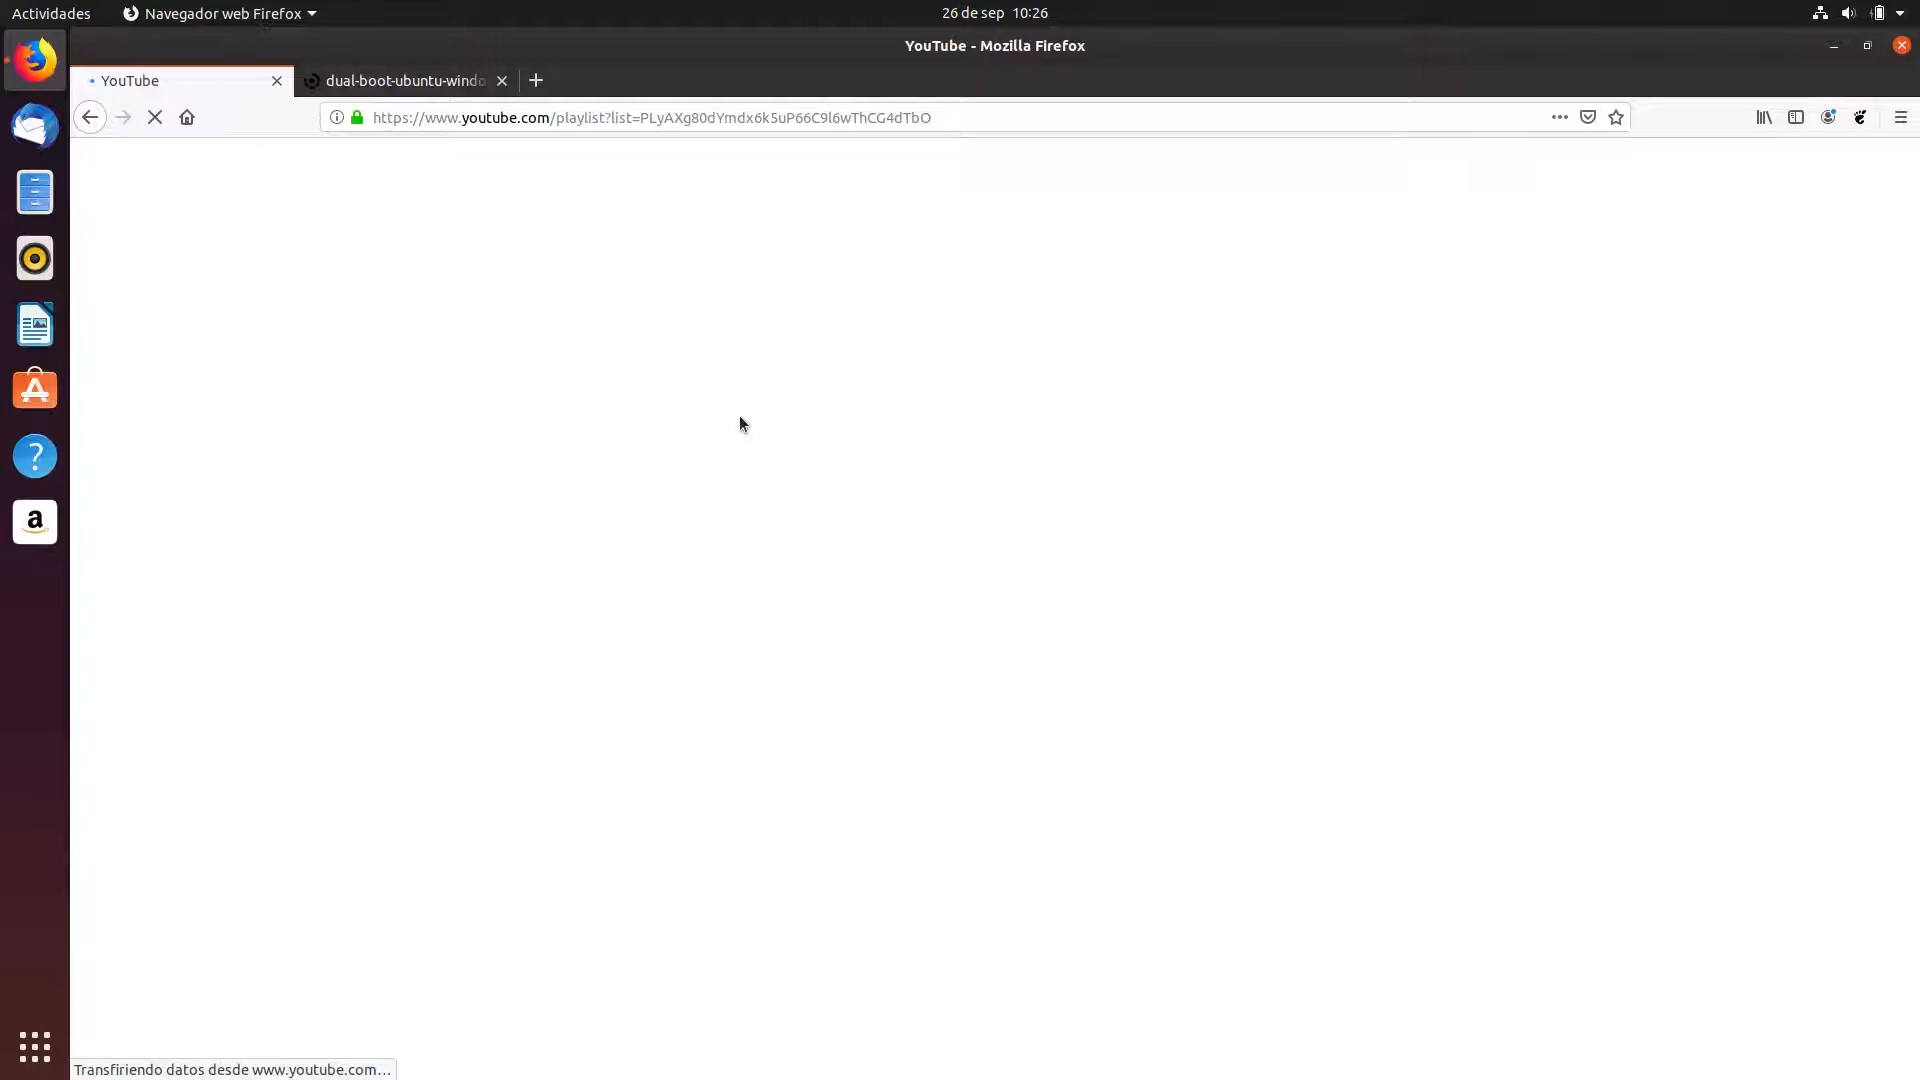 Actividades
Navegador web Firefox
26 de sep 10:26
YouTube - Mozilla Firefox
YouTube
dual-boot-ubuntu-windo
https://www.youtube.com/playlist?list=PLyAXg80dYmdx6k5uP66C9l6wThCG4dTbO
Transfiriendo datos desde www.youtube.com…